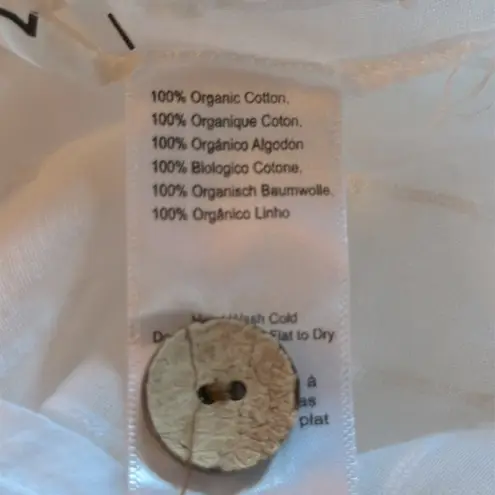 100% Organic Cotton.
100% Organique Coton.
100% Orgánico Algodon
100% Biologico Cotone.
100% Organisch Baumwolle.
100% Orgânico Linho
Wash Cold
Flat to Dry
à
as
plat